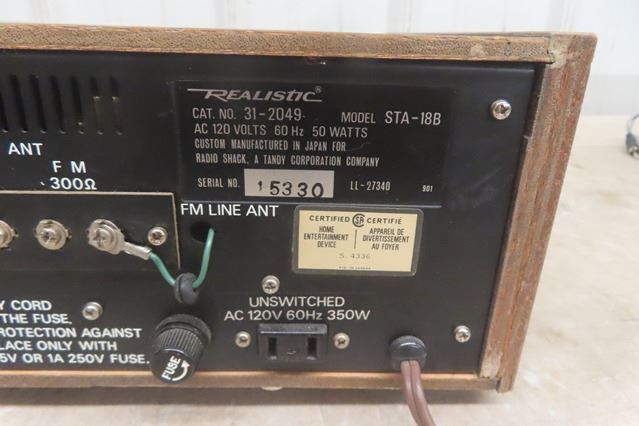 REALISTIC®
CAT. NO. 31-2049 MODEL STA-18B
AC 120 VOLTS 60 Hz 50 WATTS
CUSTOM MANUFACTURED IN JAPAN FOR
RADIO SHACK, A TANDY CORPORATION COMPANY
SERIAL NO. 15330 LL-27340 901
ANT
FM
300Ω
FM LINE ANT
CERTIFIED SA CERTIFIÉ
HOME ENTERTAINMENT DEVICE
APPAREIL DE DIVERTISSEMENT AU FOYER
S. 4336
UNSWITCHED
AC 120V 60Hz 350W
FUSE
Y CORD
THE FUSE.
ROTECTION AGAINST
LACE ONLY WITH
5V OR 1A 250V FUSE.